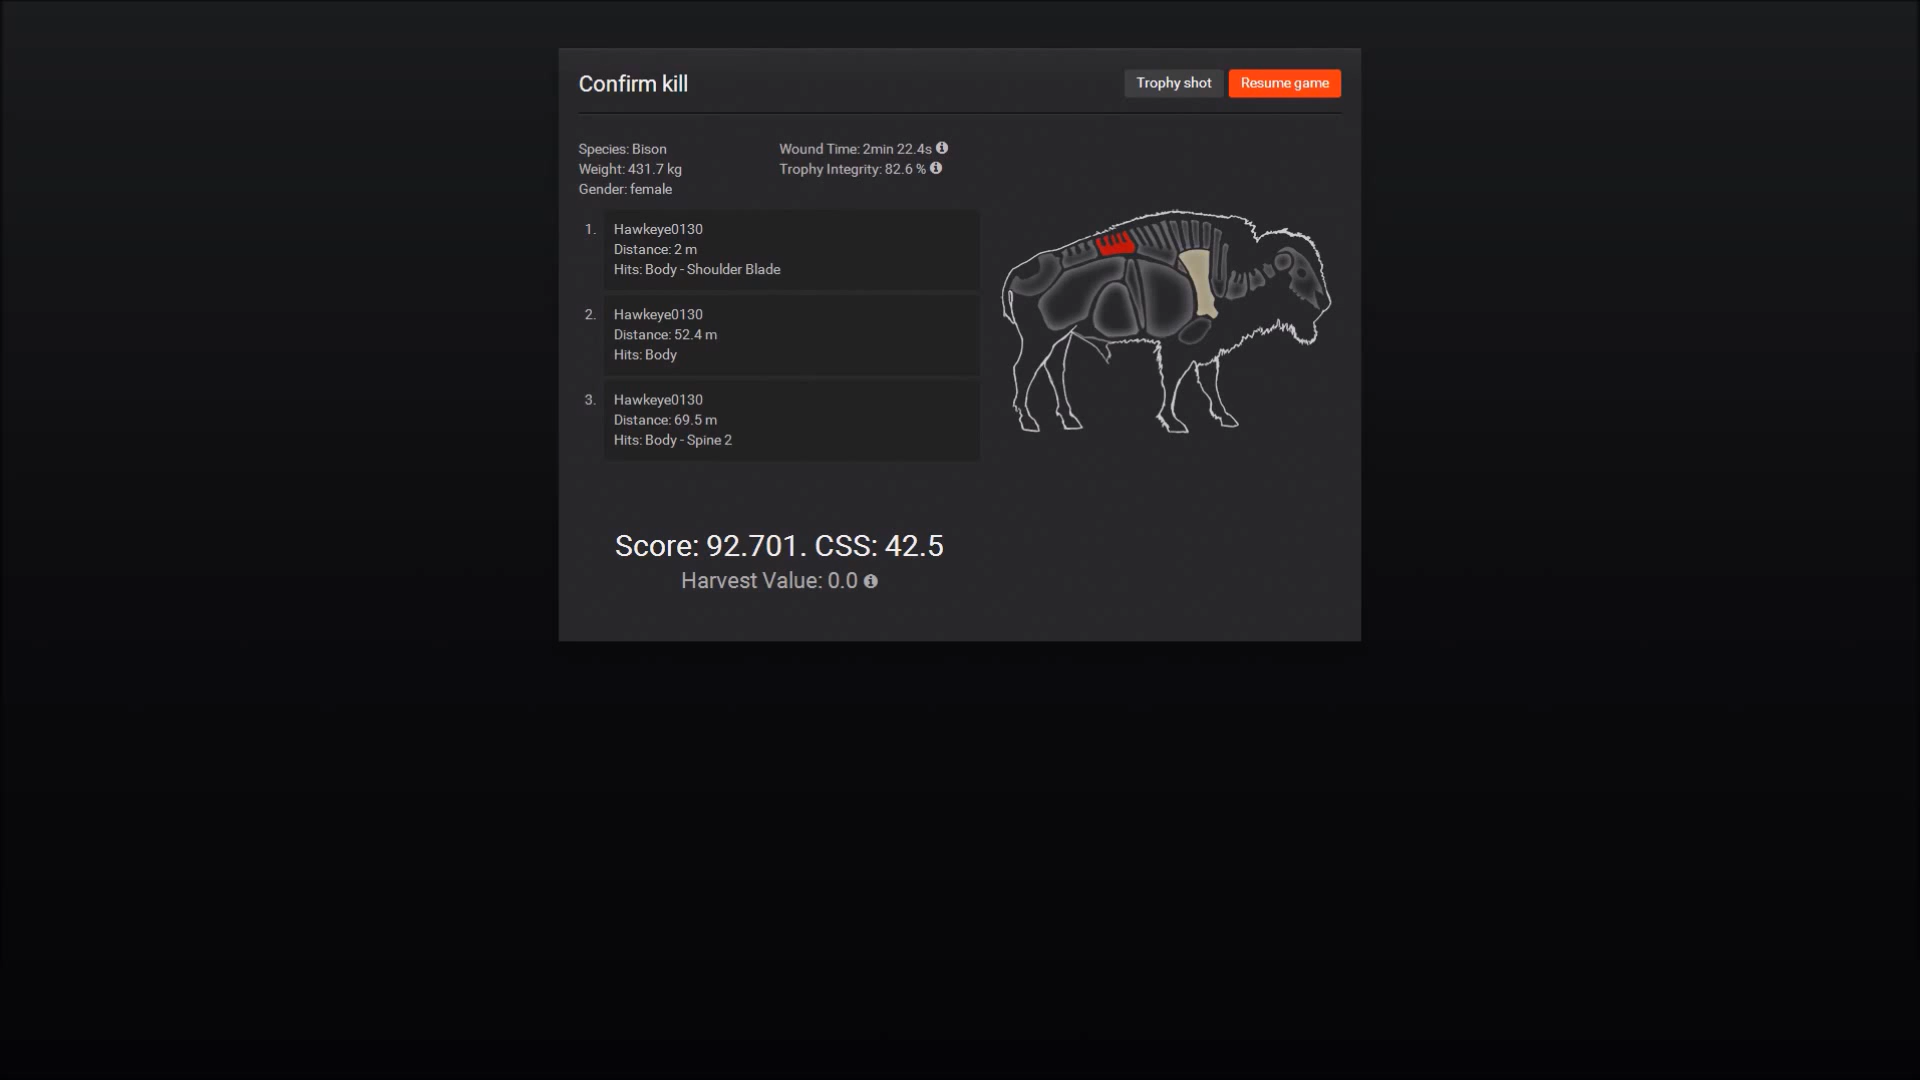 Confirm kill
Trophy shot
Resume game
Species: Bison
Weight: 431.7 kg
Gender: female
Wound Time: 2min 22.4s
Trophy Integrity: 82.6 %
1.
Hawkeye0130
Distance: 2 m
Hits: Body - Shoulder Blade
2.
Hawkeye0130
Distance: 52.4 m
Hits: Body
3.
Hawkeye0130
Distance: 69.5 m
Hits: Body - Spine 2
Score: 92.701. CSS: 42.5
Harvest Value: 0.0